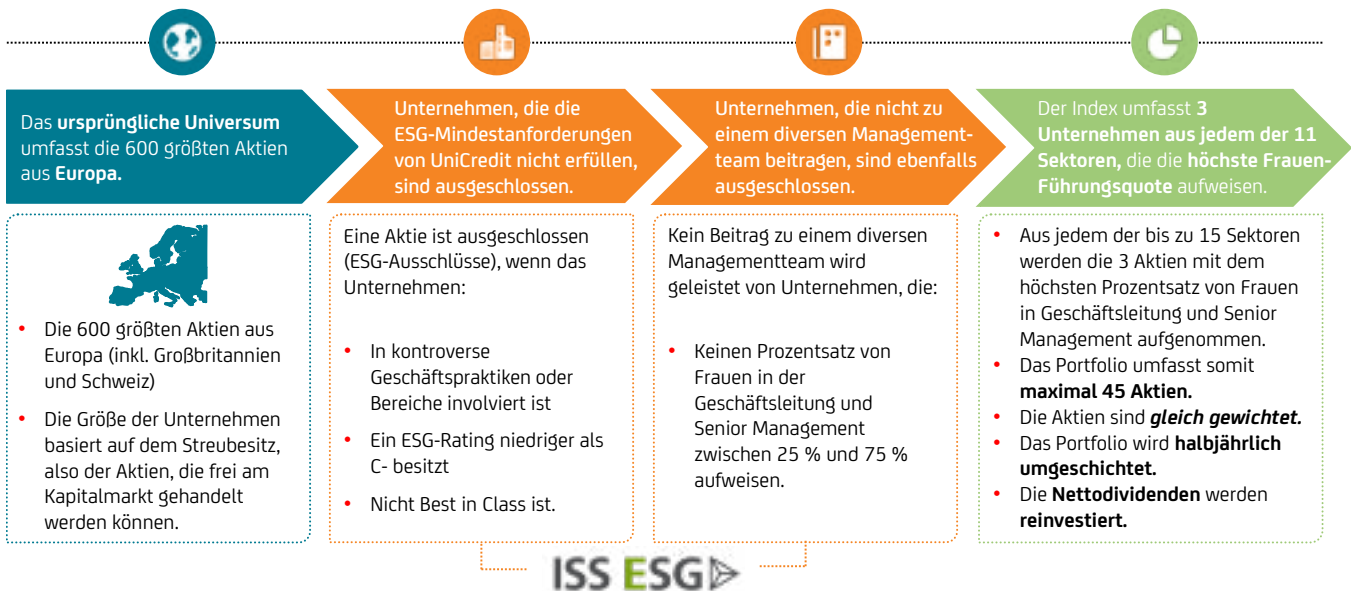 Das ursprüngliche Universum
umfasst die 600 größten Aktien
aus Europa.
Unternehmen, die die
ESG-Mindestanforderungen
von UniCredit nicht erfüllen,
sind ausgeschlossen.
Unternehmen, die nicht zu
einem diversen Management-
team beitragen, sind ebenfalls
ausgeschlossen.
Der Index umfasst 3
Unternehmen aus jedem der 11
Sektoren, die die höchste Frauen-
Führungsquote aufweisen.
• Die 600 größten Aktien aus
Europa (inkl. Großbritannien
und Schweiz)
• Die Größe der Unternehmen
basiert auf dem Streubesitz,
also der Aktien, die frei am
Kapitalmarkt gehandelt
werden können.
Eine Aktie ist ausgeschlossen
(ESG-Ausschlüsse), wenn das
Unternehmen:
• In kontroverse
Geschäftspraktiken oder
Bereiche involviert ist
• Ein ESG-Rating niedriger als
C- besitzt
• Nicht Best in Class ist.
Kein Beitrag zu einem diversen
Managementteam wird
geleistet von Unternehmen, die:
• Keinen Prozentsatz von
Frauen in der
Geschäftsleitung und
Senior Management
zwischen 25 % und 75 %
aufweisen.
• Aus jedem der bis zu 15 Sektoren
werden die 3 Aktien mit dem
höchsten Prozentsatz von Frauen
in Geschäftsleitung und Senior
Management aufgenommen.
• Das Portfolio umfasst somit
maximal 45 Aktien.
• Die Aktien sind gleich gewichtet.
• Das Portfolio wird halbjährlich
umgeschichtet.
• Die Nettodividenden werden
reinvestiert.
ISS ESG